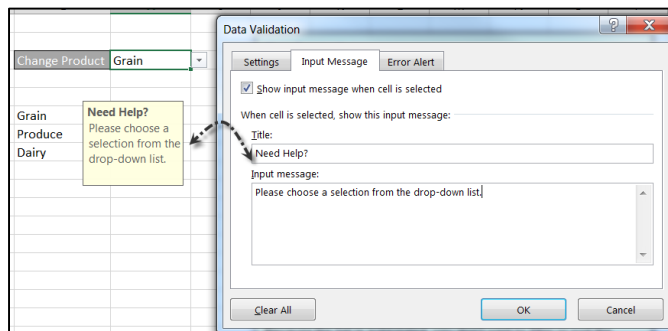 Data Validation
Settings Input Message Error Alert
Change Product Grain
Show input message when cell is selected
When cell is selected, show this input message:
Grain
Produce
Dairy
Need Help?
Please choose a
selection from the
drop-down list.
Title:
Need Help?
Input message:
Please choose a selection from the drop-down list.
Clear All OK Cancel